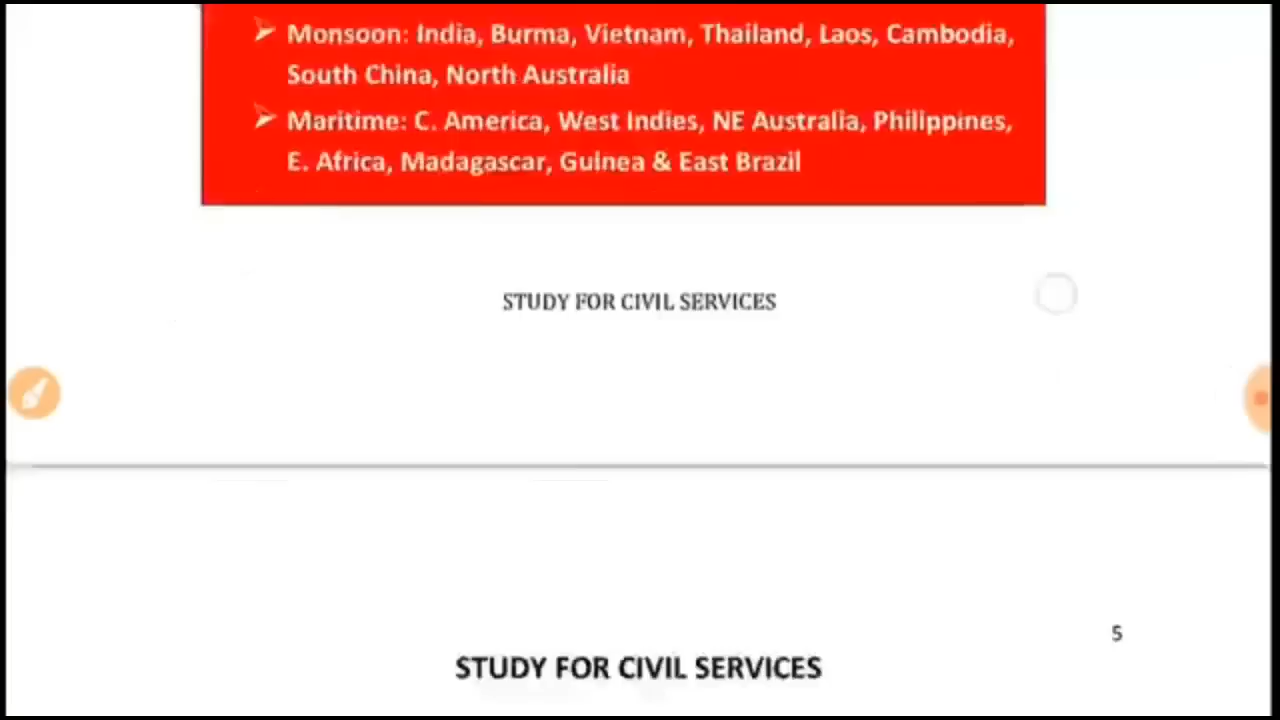 Monsoon: India, Burma, Vietnam, Thailand, Laos, Cambodia,
South China, North Australia
Maritime: C. America, West Indies, NE Australia, Philippines,
E. Africa, Madagascar, Guinea & East Brazil
STUDY FOR CIVIL SERVICES
5
STUDY FOR CIVIL SERVICES